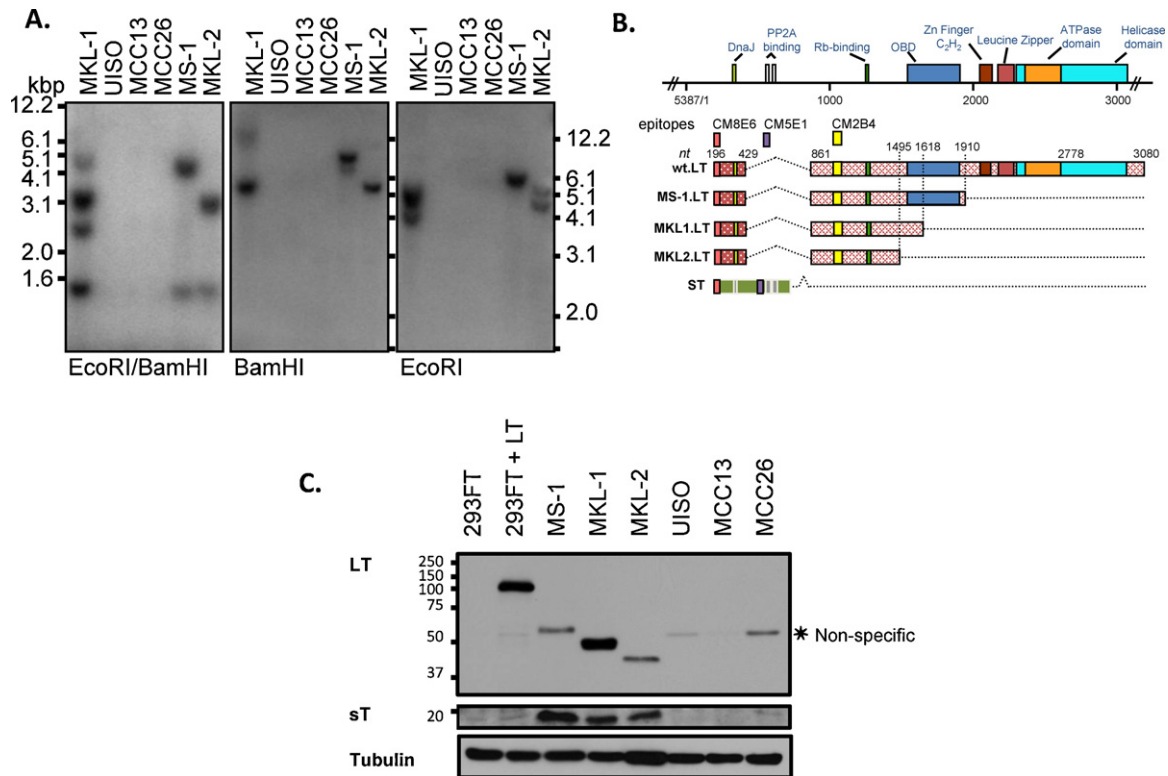 A.
MKL-1 UISO MCC13 MCC26 MS-1 MKL-2
MKL-1 UISO MCC13 MCC26 MS-1 MKL-2
MKL-1 UISO MCC13 MCC26 MS-1 MKL-2
kbp
12.2
6.1
5.1
4.1
3.1
2.0
1.6
12.2
6.1
5.1
4.1
3.1
2.0
EcoRI/BamHI
BamHI
EcoRI
B.
DnaJ
PP2A
binding
Rb-binding
OBD
Zn Finger
C2H2
Leucine Zipper
ATPase
domain
Helicase
domain
5387/1 1000 2000 3000
epitopes CM8E6 CM5E1 CM2B4
nt 196 429 861 1495 1618 1910 2778 3080
wt.LT
MS-1.LT
MKL1.LT
MKL2.LT
ST
C.
293FT 293FT + LT MS-1 MKL-1 MKL-2 UISO MCC13 MCC26
LT
250
150
100
75
50
37
* Non-specific
sT 20
Tubulin